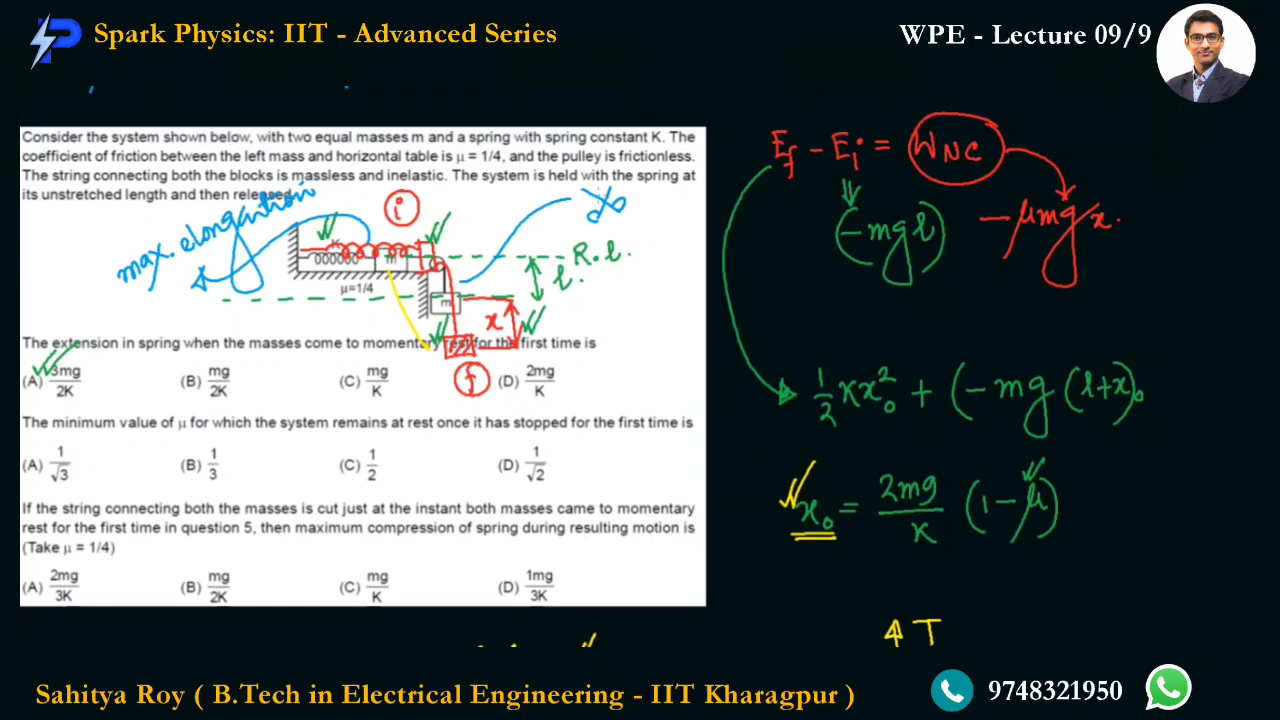 Spark Physics: IIT - Advanced Series
WPE - Lecture 09/9
Consider the system shown below, with two equal masses m and a spring with spring constant K. The
coefficient of friction between the left mass and horizontal table is μ = 1/4, and the pulley is frictionless.
The string connecting both the blocks is massless and inelastic. The system is held with the spring at
its unstretched length and then released.
max. elongantion
i
x₀
K
m
R.l.
l.
μ=1/4
m
x
The extension in spring when the masses come to momentary rest for the first time is
(A) 3mg/2K (B) mg/2K (C) mg/K (D) 2mg/K
f
The minimum value of μ for which the system remains at rest once it has stopped for the first time is
(A) 1/√3 (B) 1/3 (C) 1/2 (D) 1/√2
If the string connecting both the masses is cut just at the instant both masses came to momentary
rest for the first time in question 5, then maximum compression of spring during resulting motion is
(Take μ = 1/4)
(A) 2mg/3K (B) mg/2K (C) mg/K (D) 1mg/3K
E_f - E_i = W_NC
(-mgl) - μmg x.
1/2 Kx₀² + (-mg(l+x)₀
x₀ = 2mg/K (1-μ)
T
Sahitya Roy ( B.Tech in Electrical Engineering - IIT Kharagpur )
9748321950